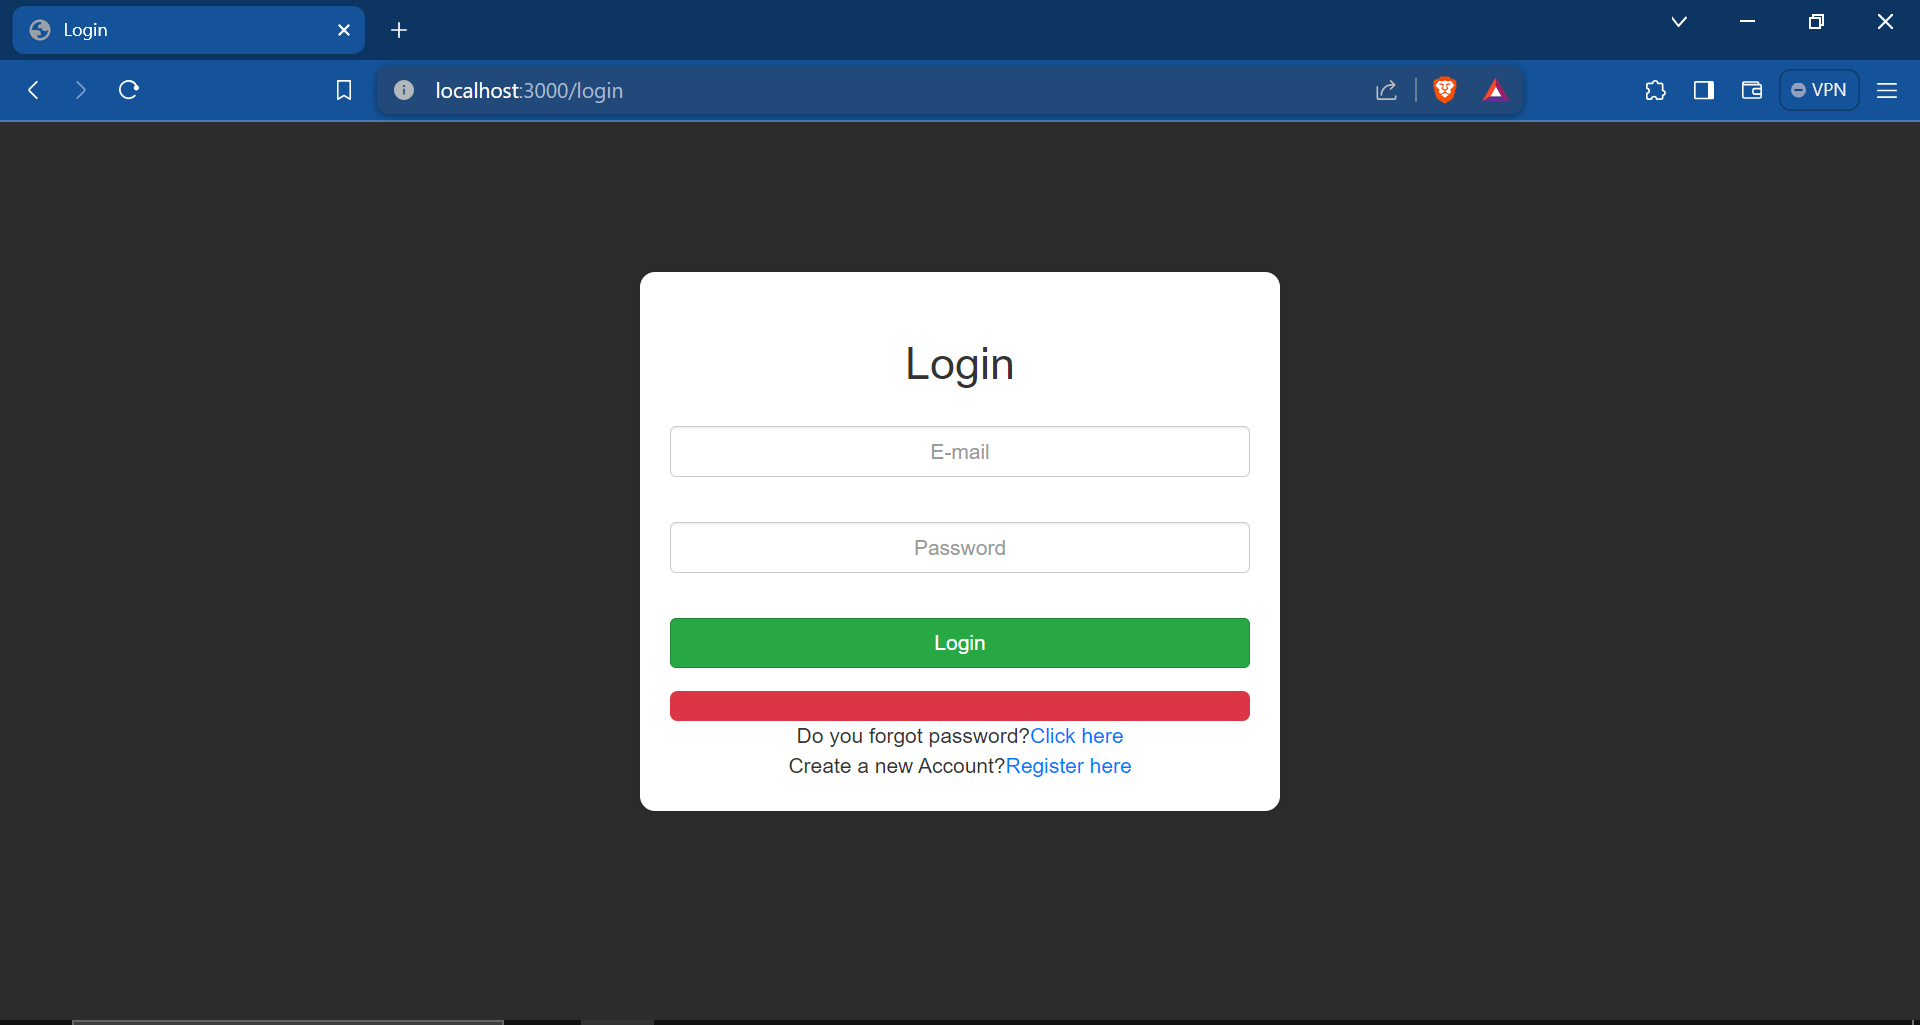 Login
localhost:3000/login
VPN
Login
E-mail
Password
Login
Do you forgot password?Click here
Create a new Account?Register here